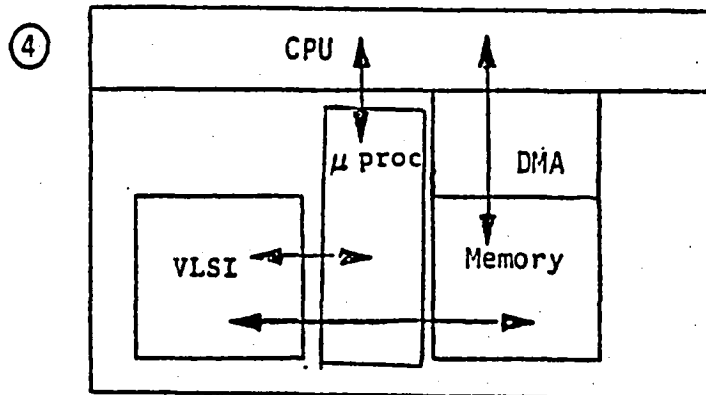 ④
CPU
μ proc
DMA
VLSI
Memory